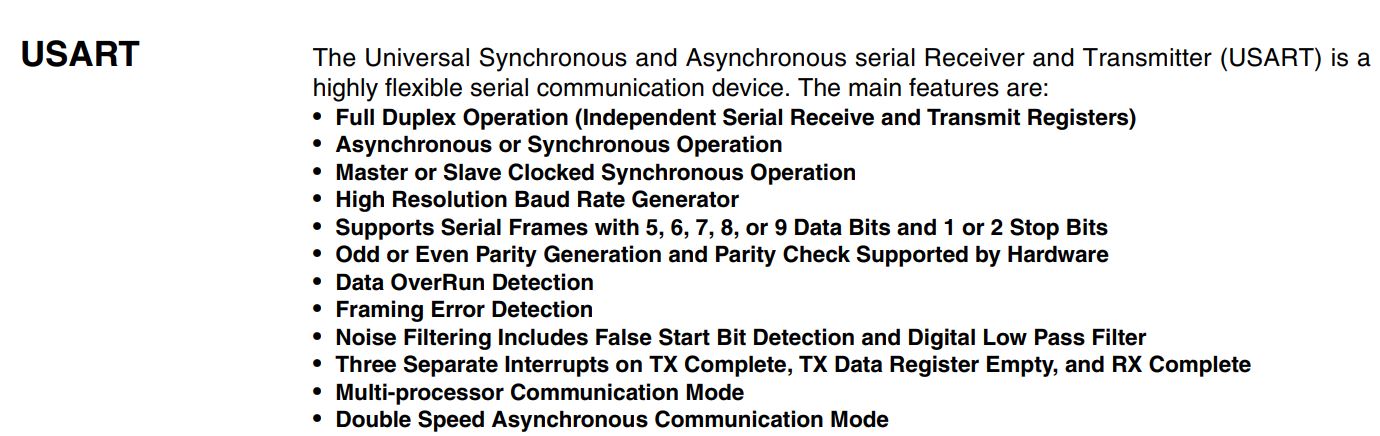 USART
The Universal Synchronous and Asynchronous serial Receiver and Transmitter (USART) is a
highly flexible serial communication device. The main features are:
• Full Duplex Operation (Independent Serial Receive and Transmit Registers)
• Asynchronous or Synchronous Operation
• Master or Slave Clocked Synchronous Operation
• High Resolution Baud Rate Generator
• Supports Serial Frames with 5, 6, 7, 8, or 9 Data Bits and 1 or 2 Stop Bits
• Odd or Even Parity Generation and Parity Check Supported by Hardware
• Data OverRun Detection
• Framing Error Detection
• Noise Filtering Includes False Start Bit Detection and Digital Low Pass Filter
• Three Separate Interrupts on TX Complete, TX Data Register Empty, and RX Complete
• Multi-processor Communication Mode
• Double Speed Asynchronous Communication Mode